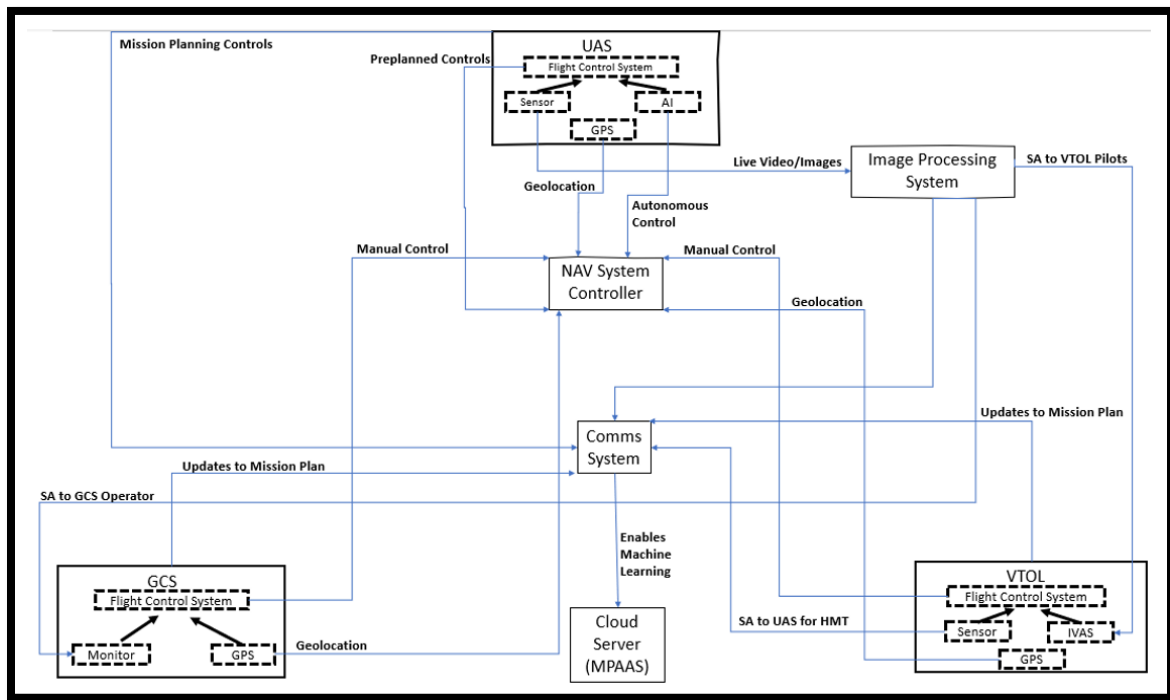 Mission Planning Controls
UAS
Preplanned Controls
Flight Control System
Sensor
AI
GPS
Live Video/Images
Image Processing
System
SA to VTOL Pilots
Geolocation
Autonomous
Control
Manual Control
NAV System
Controller
Manual Control
Geolocation
Comms
System
Updates to Mission Plan
Updates to Mission Plan
SA to GCS Operator
Enables
Machine
Learning
GCS
Flight Control System
Monitor
GPS
Geolocation
Cloud
Server
(MPAAS)
SA to UAS for HMT
VTOL
Flight Control System
Sensor
IVAS
GPS